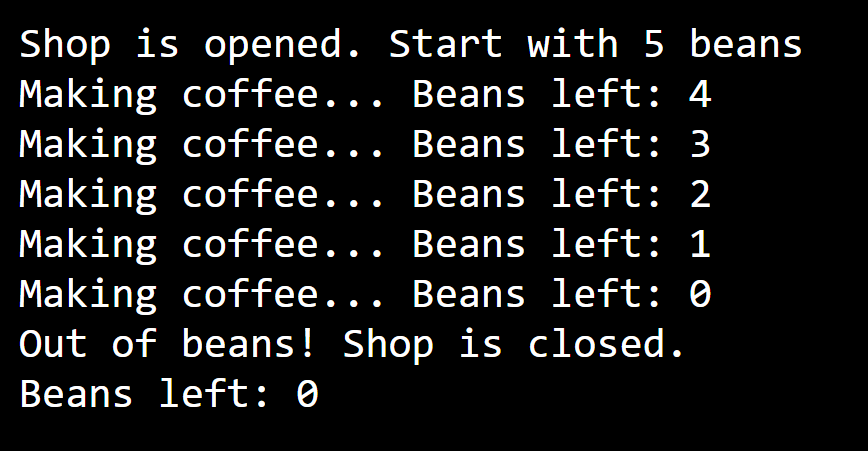 Shop is opened. Start with 5 beans
Making coffee... Beans left: 4
Making coffee... Beans left: 3
Making coffee... Beans left: 2
Making coffee... Beans left: 1
Making coffee... Beans left: 0
Out of beans! Shop is closed.
Beans left: 0